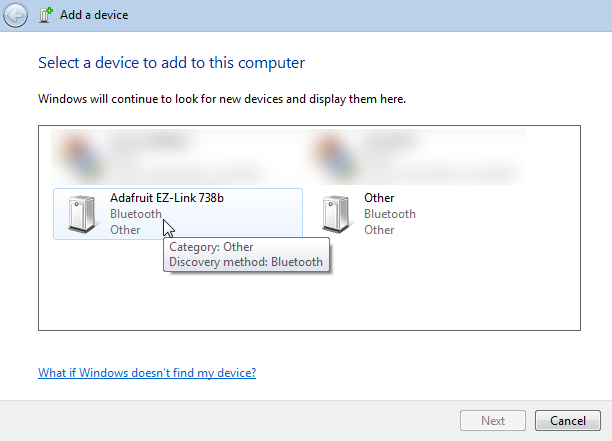 Add a device
Select a device to add to this computer
Windows will continue to look for new devices and display them here.
Adafruit EZ-Link 738b
Bluetooth
Other
Other
Bluetooth
Other
Category: Other
Discovery method: Bluetooth
What if Windows doesn't find my device?
Next
Cancel